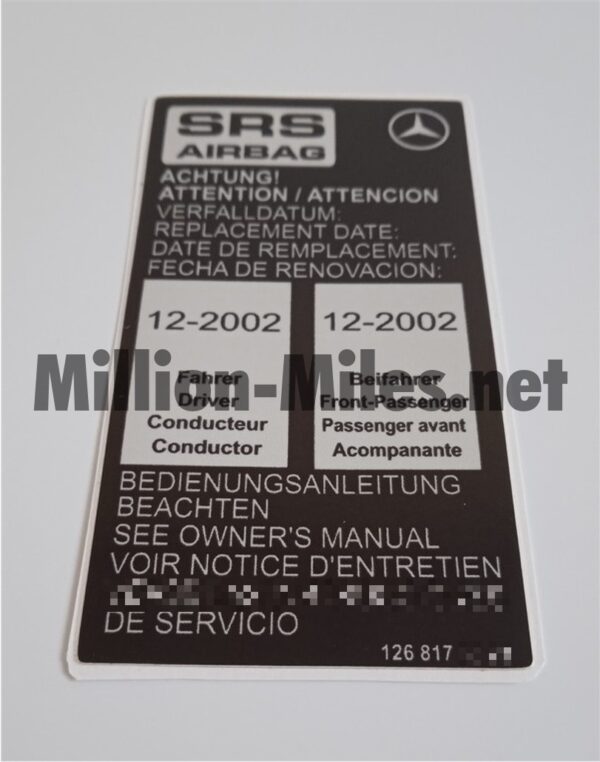 SRS
AIRBAG
ACHTUNG!
ATTENTION / ATTENCION
VERFALLDATUM:
REPLACEMENT DATE:
DATE DE REMPLACEMENT:
FECHA DE RENOVACION:
12-2002
Fahrer
Driver
Conducteur
Conductor
12-2002
Beifahrer
Front-Passenger
Passenger avant
Acompanante
Million-Miles.net
BEDIENUNGSANLEITUNG
BEACHTEN
SEE OWNER'S MANUAL
VOIR NOTICE D'ENTRETIEN
DE SERVICIO
126 817